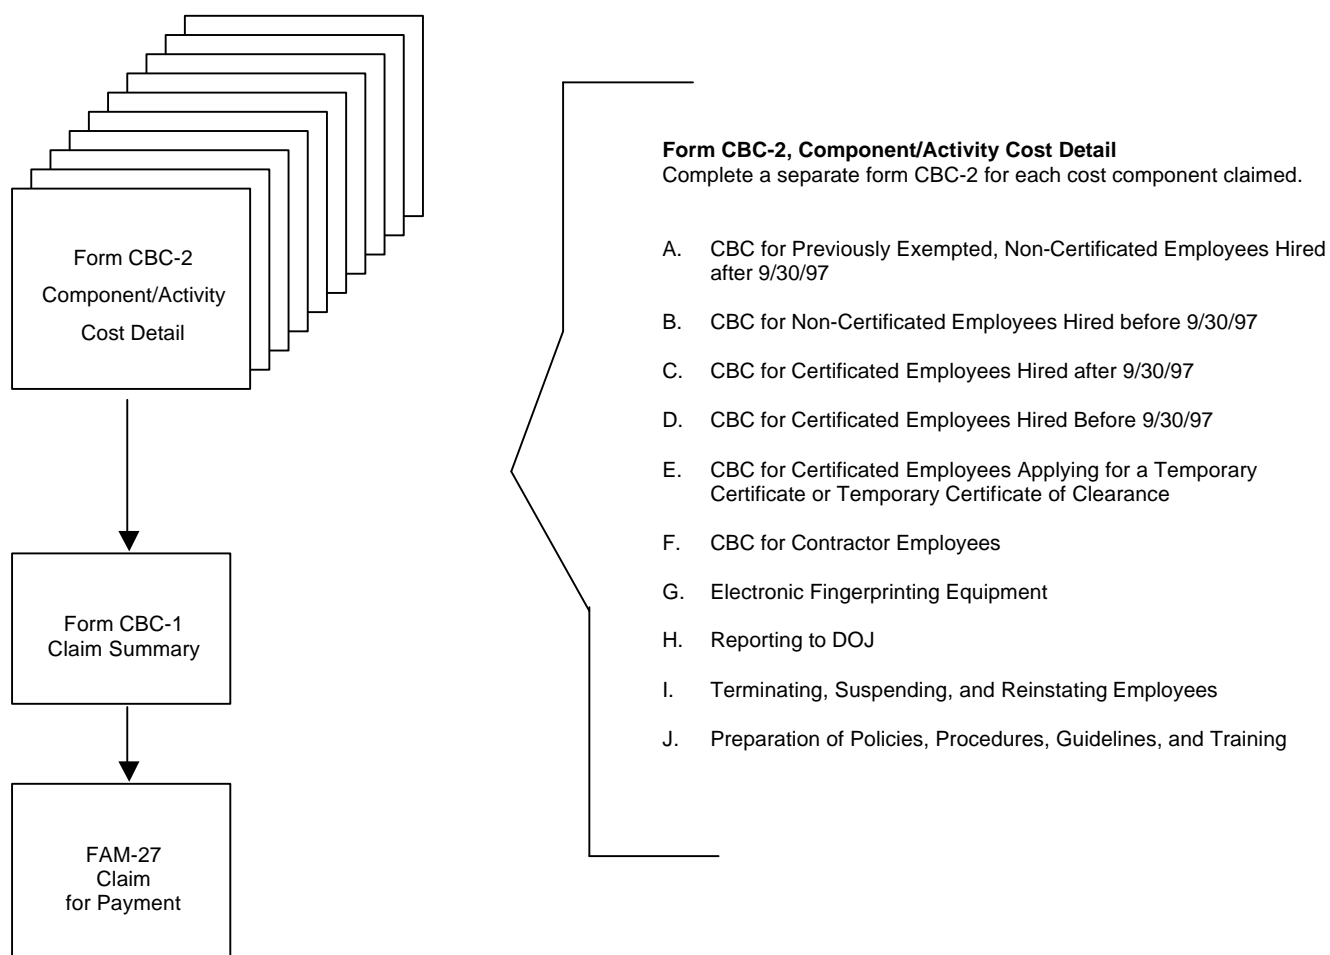 Form CBC-2
Component/Activity
Cost Detail
Form CBC-1
Claim Summary
FAM-27
Claim
for Payment
Form CBC-2, Component/Activity Cost Detail
Complete a separate form CBC-2 for each cost component claimed.
A. CBC for Previously Exempted, Non-Certificated Employees Hired
after 9/30/97
B. CBC for Non-Certificated Employees Hired before 9/30/97
C. CBC for Certificated Employees Hired after 9/30/97
D. CBC for Certificated Employees Hired Before 9/30/97
E. CBC for Certificated Employees Applying for a Temporary
Certificate or Temporary Certificate of Clearance
F. CBC for Contractor Employees
G. Electronic Fingerprinting Equipment
H. Reporting to DOJ
I. Terminating, Suspending, and Reinstating Employees
J. Preparation of Policies, Procedures, Guidelines, and Training